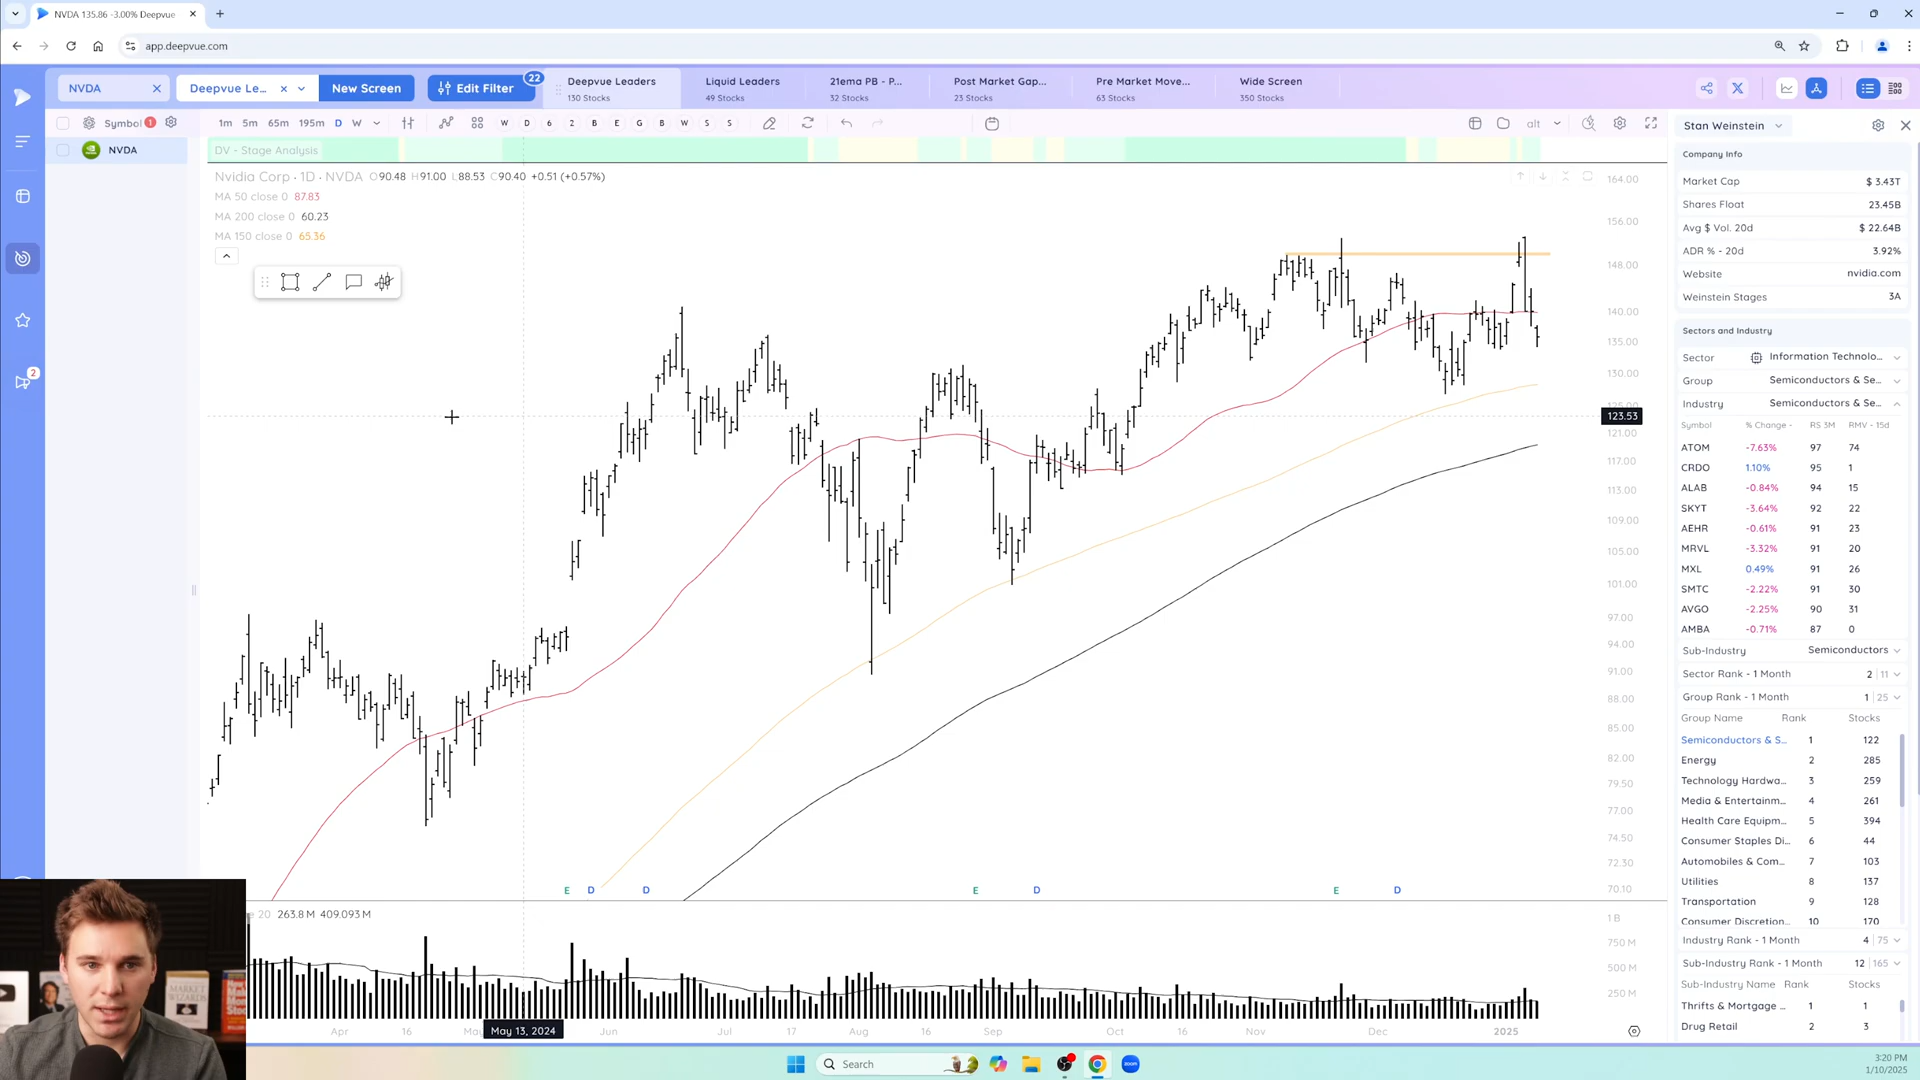 NVDA 135.86 -3.00% Deepvue
app.deepvue.com
NVDA
Deepvue Le...
New Screen
Edit Filter
22
Deepvue Leaders
130 Stocks
Liquid Leaders
49 Stocks
21ema PB - P...
32 Stocks
Post Market Gap...
23 Stocks
Pre Market Move...
63 Stocks
Wide Screen
350 Stocks
Symbol 1
1m 5m 65m 195m D W
W D 6 2 B E G B W S S
alt
NVDA
DV - Stage Analysis
Nvidia Corp · 1D · NVDA O90.48 H91.00 L88.53 C90.40 +0.51 (+0.57%)
MA 50 close 0 87.83
MA 200 close 0 60.23
MA 150 close 0 65.36
164.00
156.00
148.00
140.00
135.00
130.00
123.53
121.00
117.00
113.00
109.00
105.00
101.00
97.00
94.00
91.00
88.00
85.00
82.00
79.50
77.00
74.50
72.30
70.10
E D D E D E D
20 263.8 M 409.093 M
1 B
750 M
500 M
250 M
Apr 16 May 13, 2024 Jun Jul 17 Aug 16 Sep Oct 16 Nov Dec 2025
Stan Weinstein
Company Info
Market Cap $ 3.43T
Shares Float 23.45B
Avg $ Vol. 20d $ 22.64B
ADR % - 20d 3.92%
Website nvidia.com
Weinstein Stages 3A
Sectors and Industry
Sector Information Technolo...
Group Semiconductors & Se...
Industry Semiconductors & Se...
Symbol % Change - RS 3M RMV - 15d
ATOM -7.63% 97 74
CRDO 1.10% 95 1
ALAB -0.84% 94 15
SKYT -3.64% 92 22
AEHR -0.61% 91 23
MRVL -3.32% 91 20
MXL 0.49% 91 26
SMTC -2.22% 91 30
AVGO -2.25% 90 31
AMBA -0.71% 87 0
Sub-Industry Semiconductors
Sector Rank - 1 Month 2 | 11
Group Rank - 1 Month 1 | 25
Group Name Rank Stocks
Semiconductors & S... 1 122
Energy 2 285
Technology Hardwa... 3 259
Media & Entertainm... 4 261
Health Care Equipm... 5 394
Consumer Staples Di... 6 44
Automobiles & Com... 7 103
Utilities 8 137
Transportation 9 128
Consumer Discretion... 10 170
Industry Rank - 1 Month 4 | 75
Sub-Industry Rank - 1 Month 12 | 165
Sub-Industry Name Rank Stocks
Thrifts & Mortgage ... 1 1
Drug Retail 2 3
2
MARKET
WIZARDS
Search
3:20 PM
1/10/2025